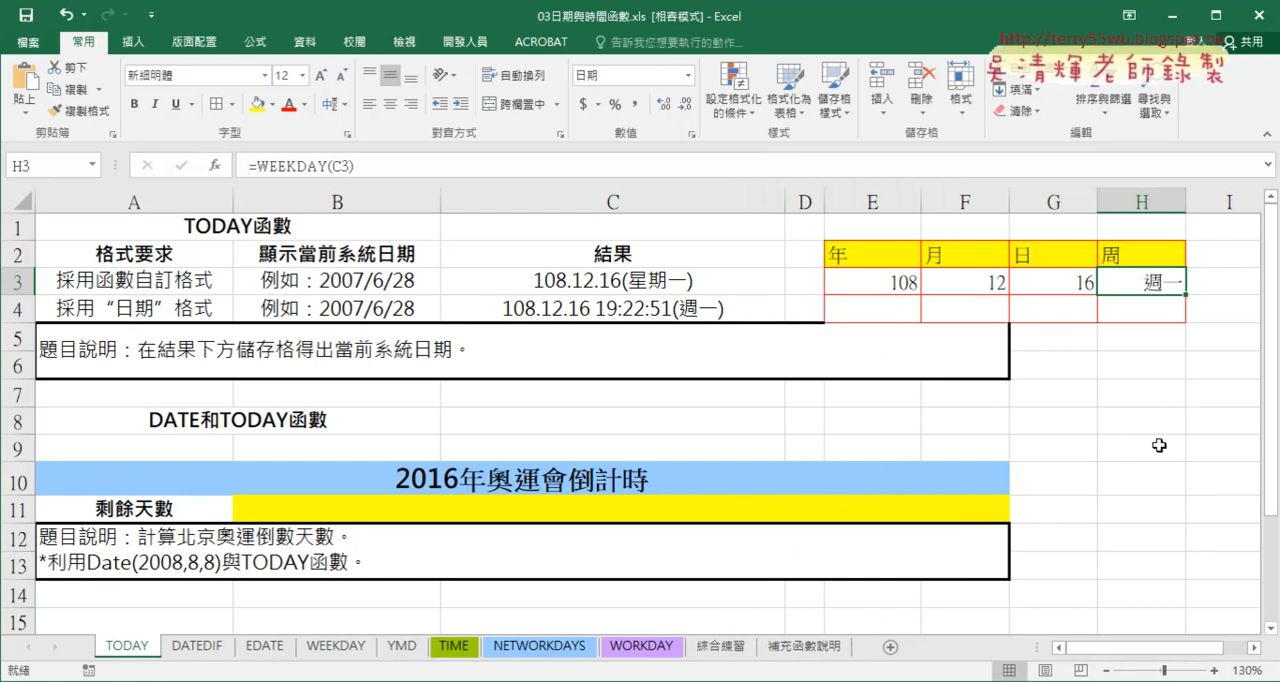 03日期與時間函數.xls [相容模式] - Excel
http://terry55wu.blogspot.tw
吳清輝老師錄製
檔案 常用 插入 版面配置 公式 資料 校閱 檢視 開發人員 ACROBAT 告訴我您想要執行的動作... 共用
貼上 剪下 複製 複製格式 剪貼簿
新細明體 12 B I U 中 字型
自動換列 跨欄置中 對齊方式
日期 $ % , 數值
設定格式化的條件 格式化為表格 儲存格樣式 樣式
插入 刪除 格式 儲存格
填滿 清除 排序與篩選 尋找與選取 編輯
H3 fx =WEEKDAY(C3)
A B C D E F G H I
1 TODAY函數
2 格式要求 顯示當前系統日期 結果 年 月 日 周
3 採用函數自訂格式 例如：2007/6/28 108.12.16(星期一) 108 12 16 週一
4 採用“日期”格式 例如：2007/6/28 108.12.16 19:22:51(週一)
5 題目說明：在結果下方儲存格得出當前系統日期。
6
7
8 DATE和TODAY函數
9
10 2016年奧運會倒計時
11 剩餘天數
12 題目說明：計算北京奧運倒數天數。
13 *利用Date(2008,8,8)與TODAY函數。
14
15
TODAY DATEDIF EDATE WEEKDAY YMD TIME NETWORKDAYS WORKDAY 綜合練習 補充函數說明
就緒 130%